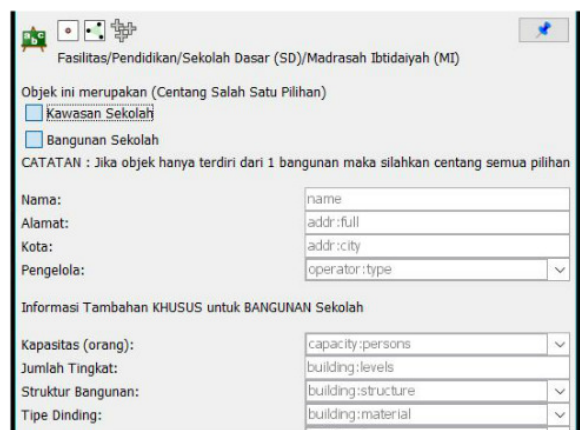 Fasilitas/Pendidikan/Sekolah Dasar (SD)/Madrasah Ibtidaiyah (MI)
Objek ini merupakan (Centang Salah Satu Pilihan)
Kawasan Sekolah
Bangunan Sekolah
CATATAN : Jika objek hanya terdiri dari 1 bangunan maka silahkan centang semua pilihan
Nama: name
Alamat: addr:full
Kota: addr:city
Pengelola: operator:type
Informasi Tambahan KHUSUS untuk BANGUNAN Sekolah
Kapasitas (orang): capacity:persons
Jumlah Tingkat: building:levels
Struktur Bangunan: building:structure
Tipe Dinding: building:material